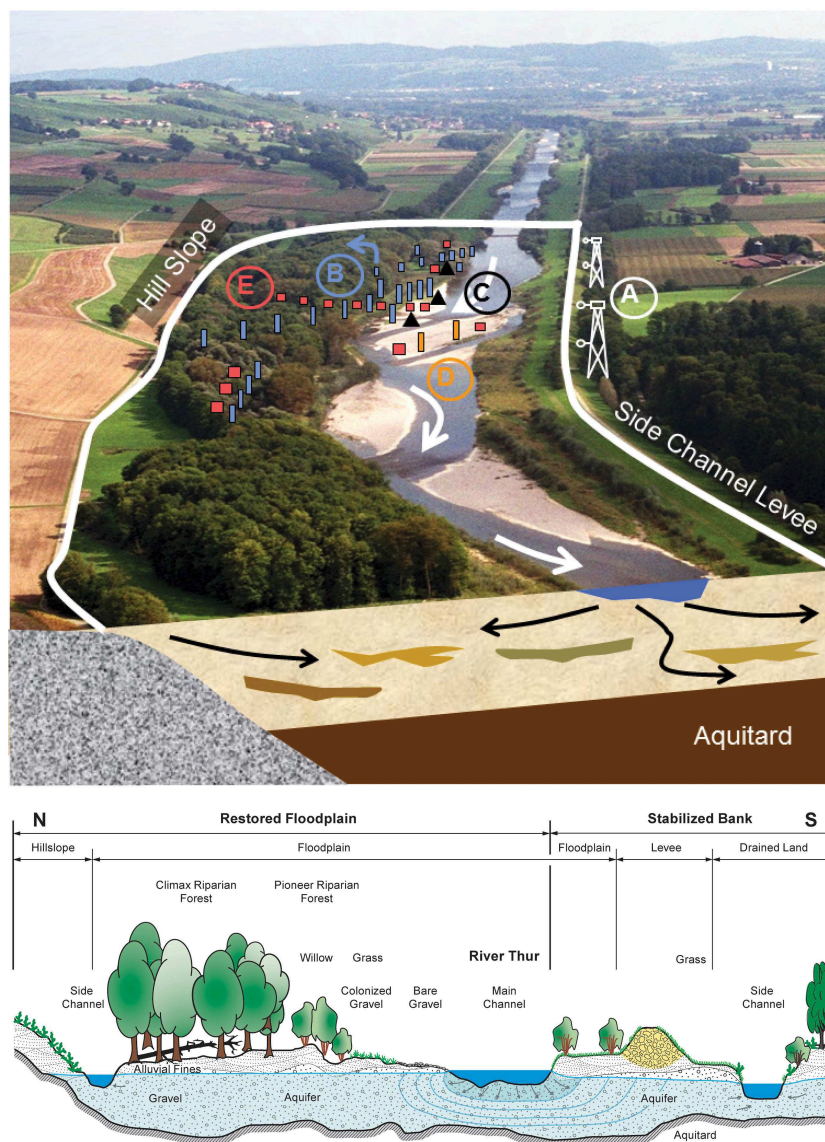 Hill Slope
E
B
C
A
D
Side Channel Levee
Aquitard
N
Restored Floodplain
Stabilized Bank
S
Hillslope
Floodplain
Floodplain
Levee
Drained Land
Climax Riparian
Forest
Pioneer Riparian
Forest
Willow
Grass
River Thur
Grass
Side
Channel
Colonized
Gravel
Bare
Gravel
Main
Channel
Side
Channel
Alluvial Fines
Gravel
Aquifer
Aquifer
Aquitard